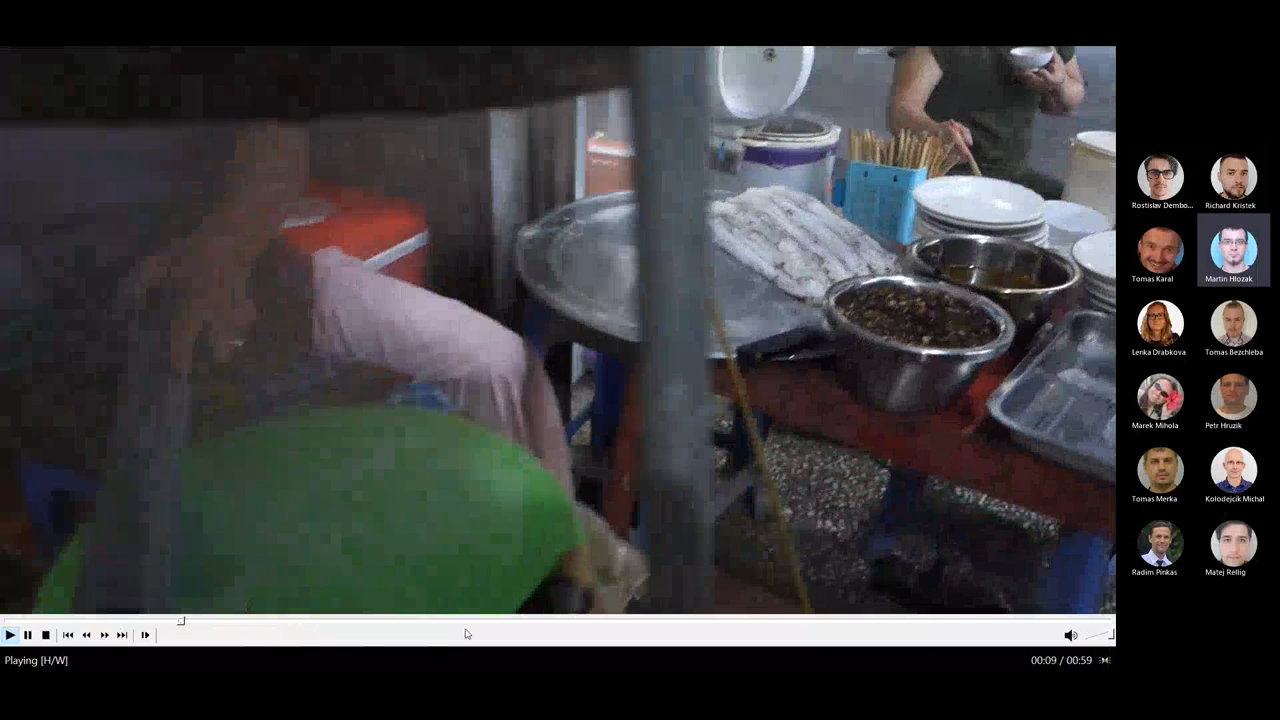 Rostislav Dembo...
Richard Kristek
Tomas Karal
Martin Hlozak
Lenka Drabkova
Tomas Bezchleba
Marek Mihola
Petr Hruzik
Tomas Merka
Kolodejcik Michal
Radim Pinkas
Matej Rellig
Playing [H/W]
00:09 / 00:59